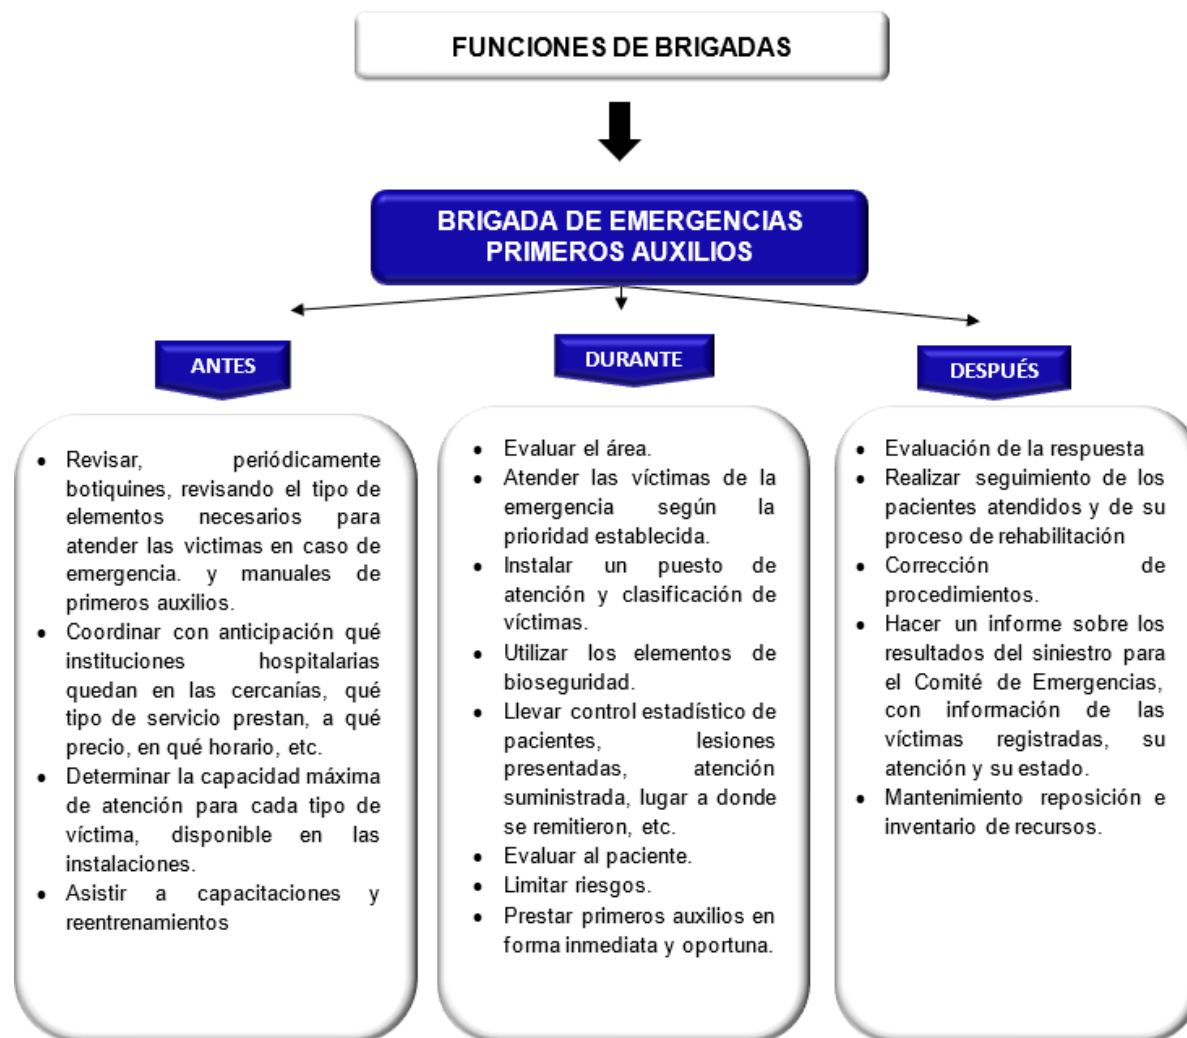 FUNCIONES DE BRIGADAS
BRIGADA DE EMERGENCIAS
PRIMEROS AUXILIOS
ANTES
• Revisar, periódicamente
botiquines, revisando el tipo de
elementos necesarios para
atender las victimas en caso de
emergencia. y manuales de
primeros auxilios.
• Coordinar con anticipación qué
instituciones hospitalarias
quedan en las cercanías, qué
tipo de servicio prestan, a qué
precio, en qué horario, etc.
• Determinar la capacidad máxima
de atención para cada tipo de
víctima, disponible en las
instalaciones.
• Asistir a capacitaciones y
reentrenamientos
DURANTE
• Evaluar el área.
• Atender las víctimas de la
emergencia según la
prioridad establecida.
• Instalar un puesto de
atención y clasificación de
víctimas.
• Utilizar los elementos de
bioseguridad.
• Llevar control estadístico de
pacientes, lesiones
presentadas, atención
suministrada, lugar a donde
se remitieron, etc.
• Evaluar al paciente.
• Limitar riesgos.
• Prestar primeros auxilios en
forma inmediata y oportuna.
DESPUÉS
• Evaluación de la respuesta
• Realizar seguimiento de los
pacientes atendidos y de su
proceso de rehabilitación
• Corrección de
procedimientos.
• Hacer un informe sobre los
resultados del siniestro para
el Comité de Emergencias,
con información de las
víctimas registradas, su
atención y su estado.
• Mantenimiento reposición e
inventario de recursos.